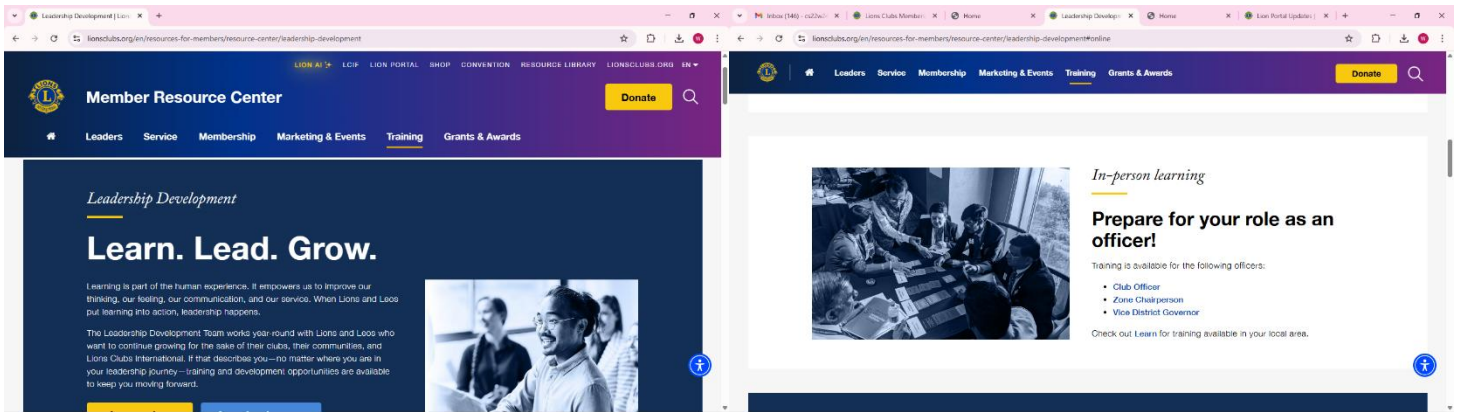 Leadership Development | Lion
lionsclubs.org/en/resources-for-members/resource-center/leadership-development
LION AI LCIF LION PORTAL SHOP CONVENTION RESOURCE LIBRARY LIONSCLUBS.ORG EN
Member Resource Center
Donate
Leaders Service Membership Marketing & Events Training Grants & Awards
Leadership Development
Learn. Lead. Grow.
Learning is part of the human experience. It empowers us to improve our
thinking, our feeling, our communication, and our service. When Lions and Leos
put learning into action, leadership happens.
The Leadership Development Team works year-round with Lions and Leos who
want to continue growing for the sake of their clubs, their communities, and
Lions Clubs International. If that describes you—no matter where you are in
your leadership journey—training and development opportunities are available
to keep you moving forward.
Inbox (146) Lions Clubs Member Home Leadership Develop Home Lion Portal Updates |
lionsclubs.org/en/resources-for-members/resource-center/leadership-development#online
Leaders Service Membership Marketing & Events Training Grants & Awards
Donate
In-person learning
Prepare for your role as an
officer!
Training is available for the following officers:
• Club Officer
• Zone Chairperson
• Vice District Governor
Check out Learn for training available in your local area.